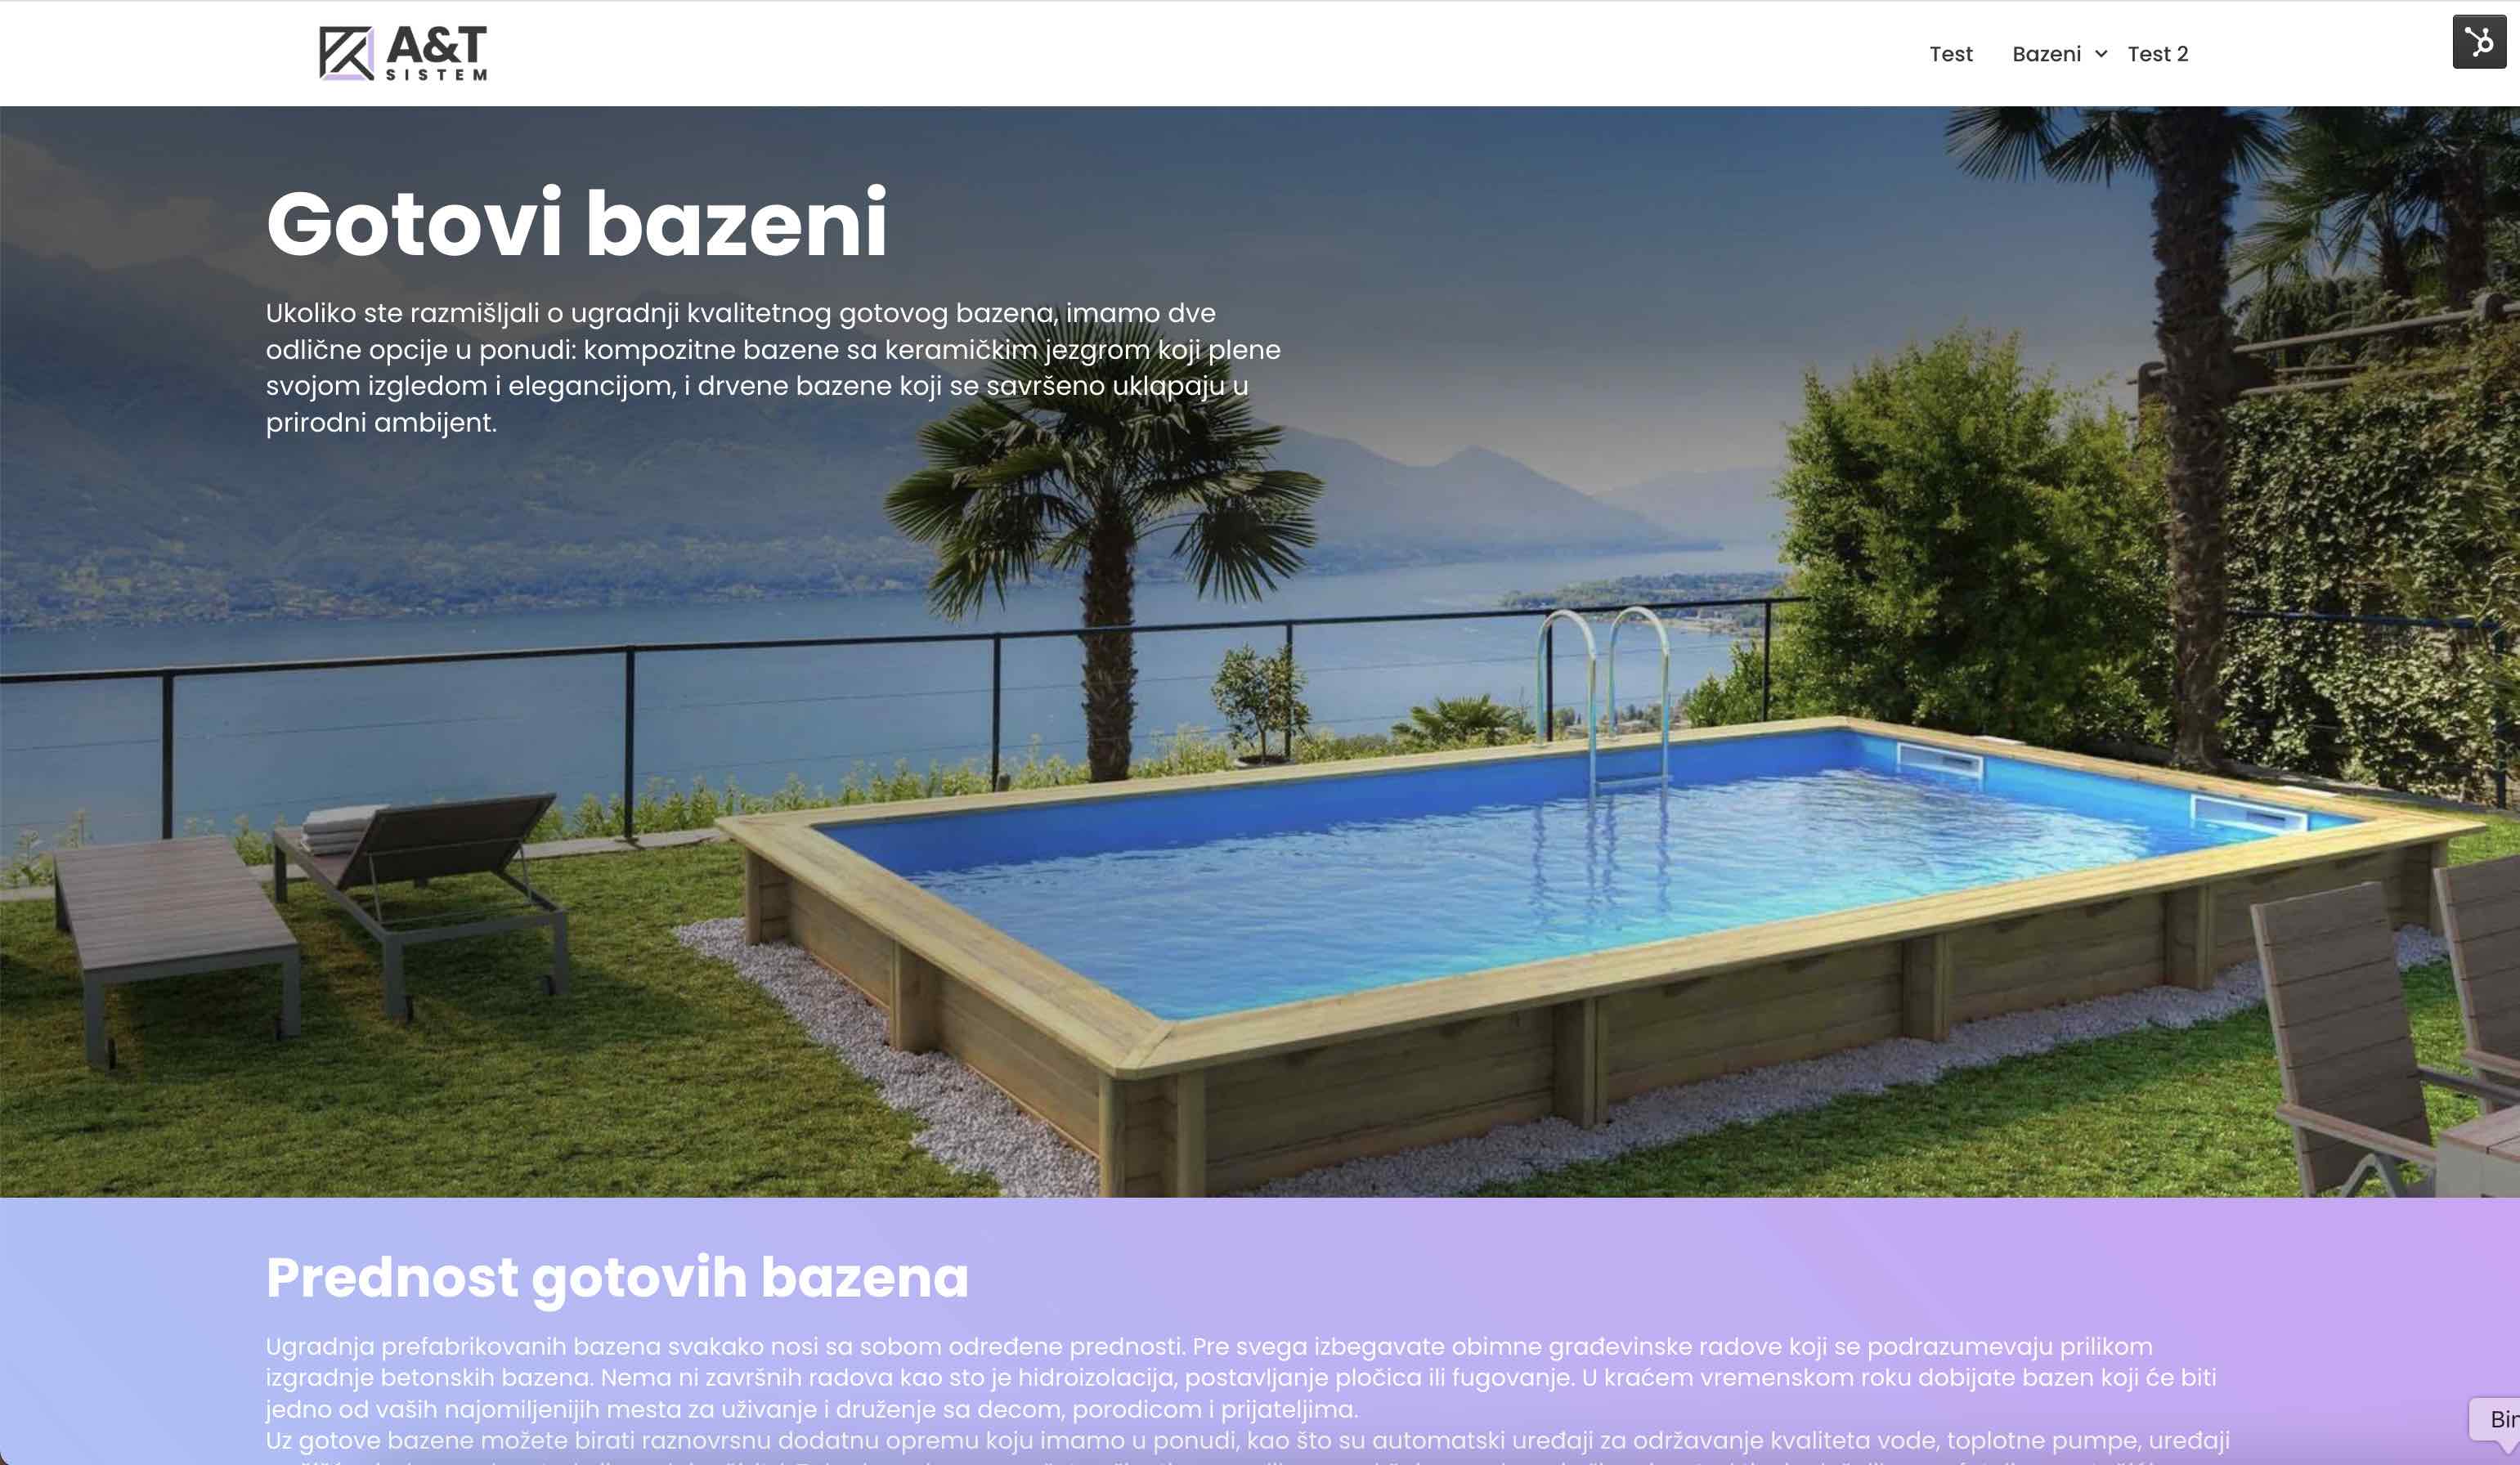 A&T
SISTEM
Test
Bazeni
Test 2
Gotovi bazeni
Ukoliko ste razmišljali o ugradnji kvalitetnog gotovog bazena, imamo dve
odlične opcije u ponudi: kompozitne bazene sa keramičkim jezgrom koji plene
svojom izgledom i elegancijom, i drvene bazene koji se savršeno uklapaju u
prirodni ambijent.
Prednost gotovih bazena
Ugradnja prefabrikovanih bazena svakako nosi sa sobom određene prednosti. Pre svega izbegavate obimne građevinske radove koji se podrazumevaju prilikom
izgradnje betonskih bazena. Nema ni završnih radova kao sto je hidroizolacija, postavljanje pločica ili fugovanje. U kraćem vremenskom roku dobijate bazen koji će biti
jedno od vaših najomiljenijih mesta za uživanje i druženje sa decom, porodicom i prijateljima.
Uz gotove bazene možete birati raznovrsnu dodatnu opremu koju imamo u ponudi, kao što su automatski uređaji za održavanje kvaliteta vode, toplotne pumpe, uređaji